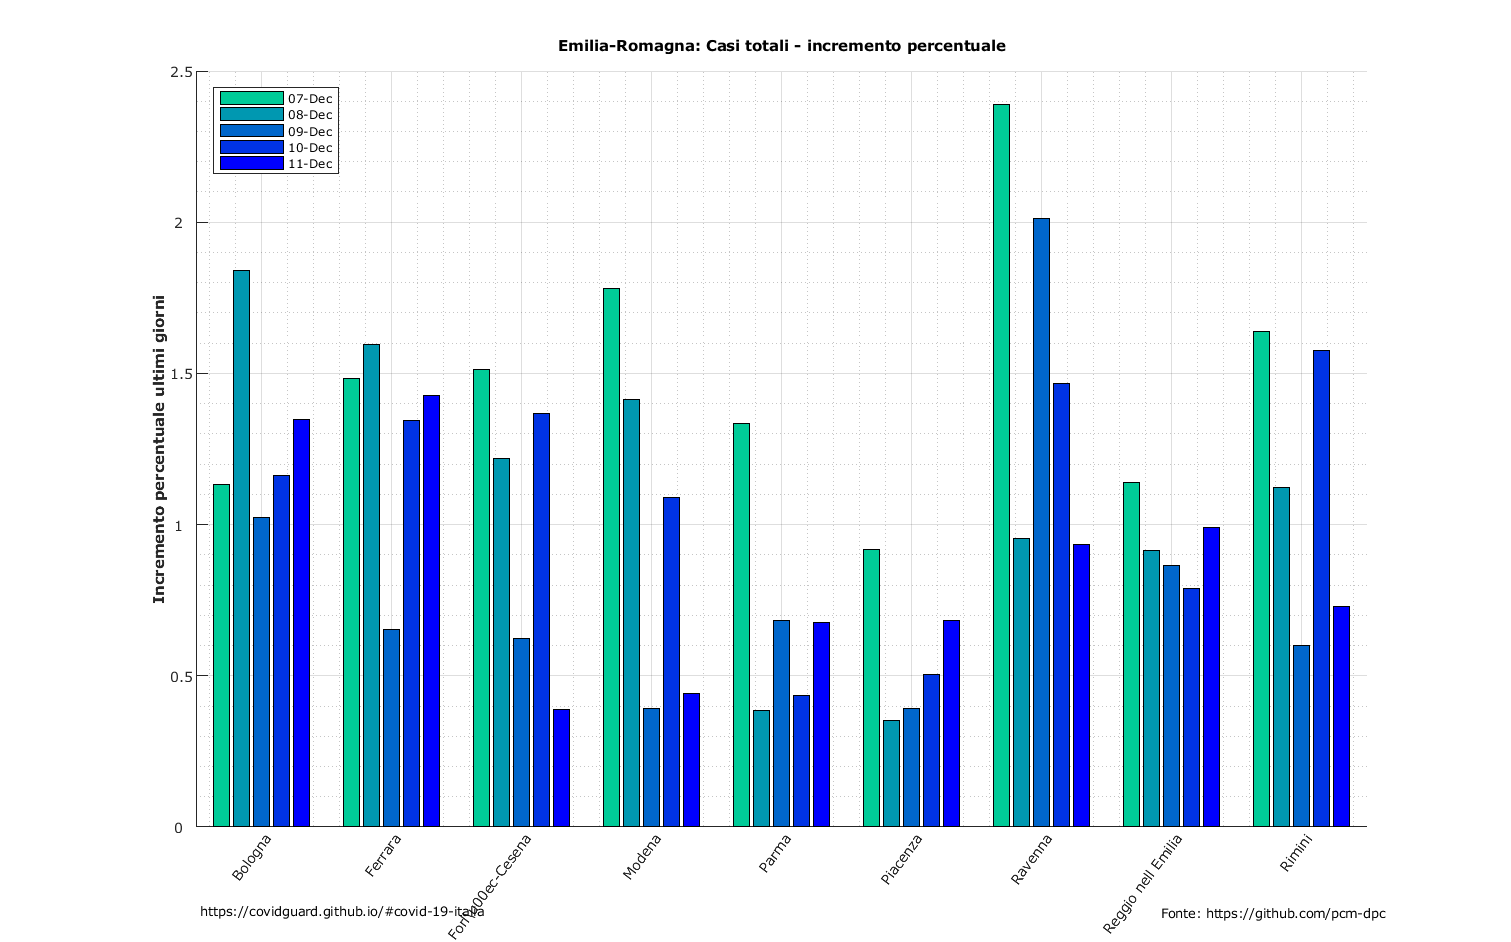 Emilia-Romagna: Casi totali - incremento percentuale
2.5
2
1.5
1
0.5
0
Incremento percentuale ultimi giorni
07-Dec
08-Dec
09-Dec
10-Dec
11-Dec
Bologna
Ferrara
Modena
Parma
Piacenza
Ravenna
Reggio nell Emilia
Rimini
https://covidguard.github.io/#covid-19-italia
Fonte: https://github.com/pcm-dpc